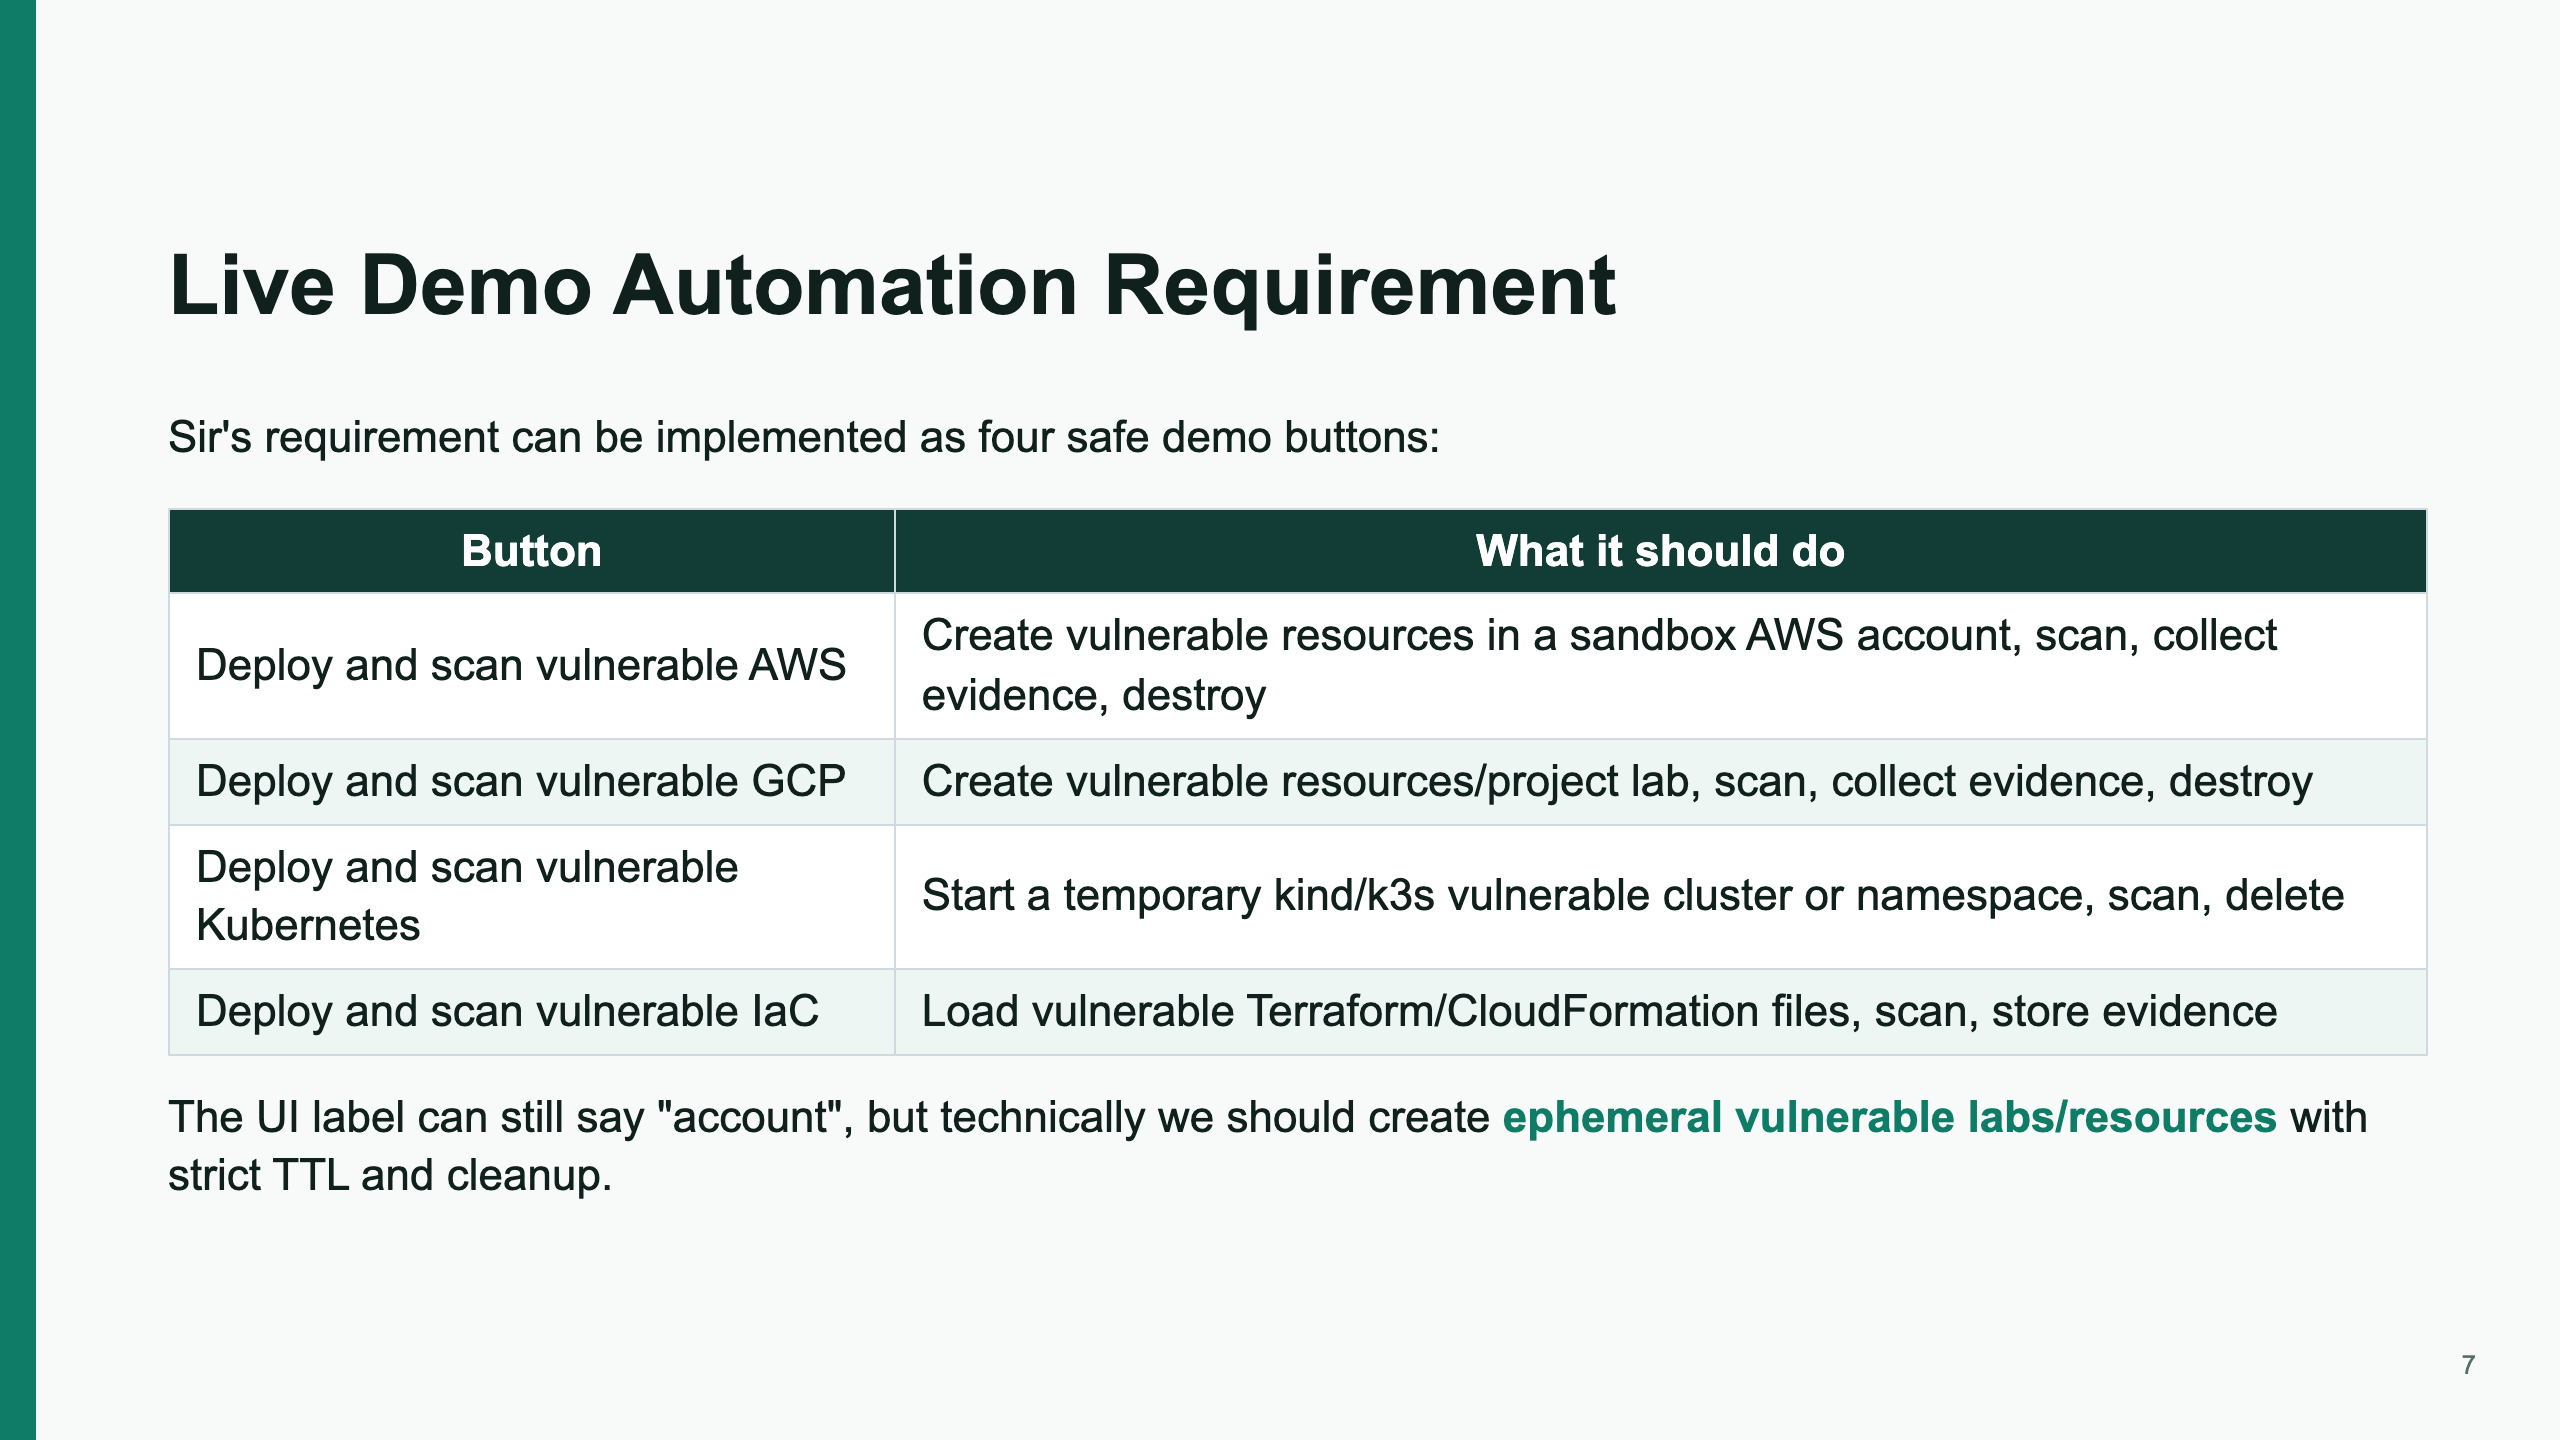 Live Demo Automation Requirement
Sir's requirement can be implemented as four safe demo buttons:
Button
What it should do
Deploy and scan vulnerable AWS
Create vulnerable resources in a sandbox AWS account, scan, collect
evidence, destroy
Deploy and scan vulnerable GCP
Create vulnerable resources/project lab, scan, collect evidence, destroy
Deploy and scan vulnerable
Kubernetes
Start a temporary kind/k3s vulnerable cluster or namespace, scan, delete
Deploy and scan vulnerable IaC
Load vulnerable Terraform/CloudFormation files, scan, store evidence
The UI label can still say "account", but technically we should create ephemeral vulnerable labs/resources with
strict TTL and cleanup.
7